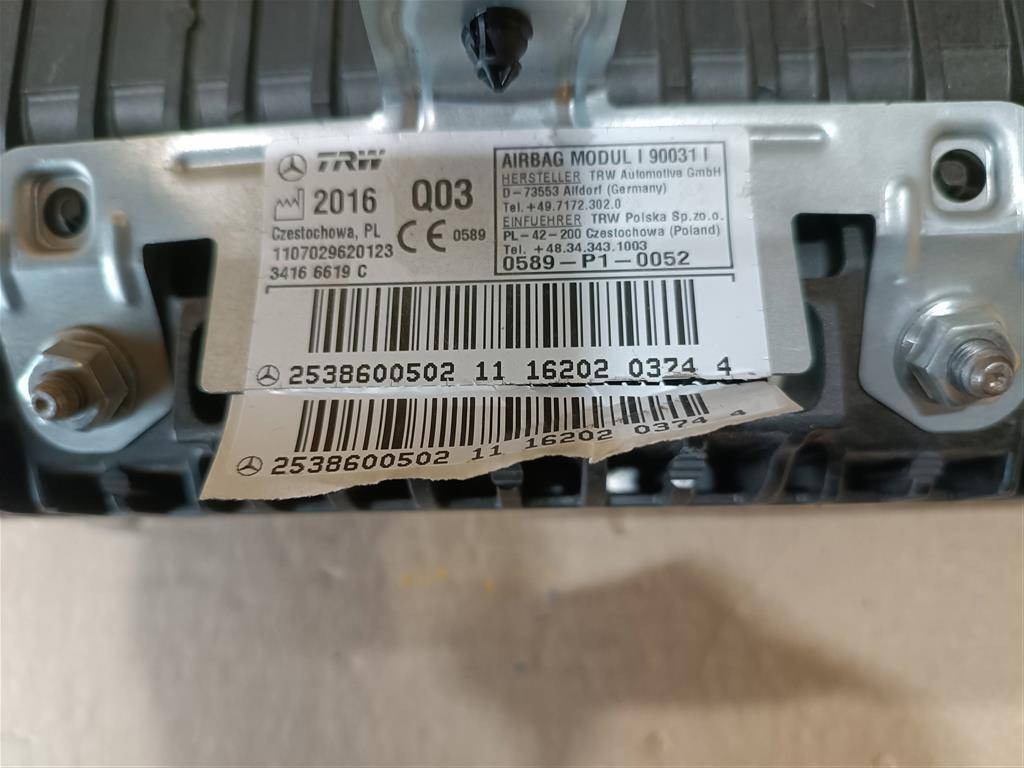 TRW
2016 Q03
Czestochowa, PL
CE 0589
1107029620123
3416 6619 C
AIRBAG MODUL I 90031 I
HERSTELLER TRW Automotive GmbH
D-73553 Alfdorf (Germany)
Tel. +49.7172.302.0
EINFUEHRER TRW Polska Sp.zo.o.
PL-42-200 Czestochowa (Poland)
Tel. +48.34.343.1003
0589-P1-0052
2538600502 11 16202 0374 4
2538600502 11 16202 0374 4